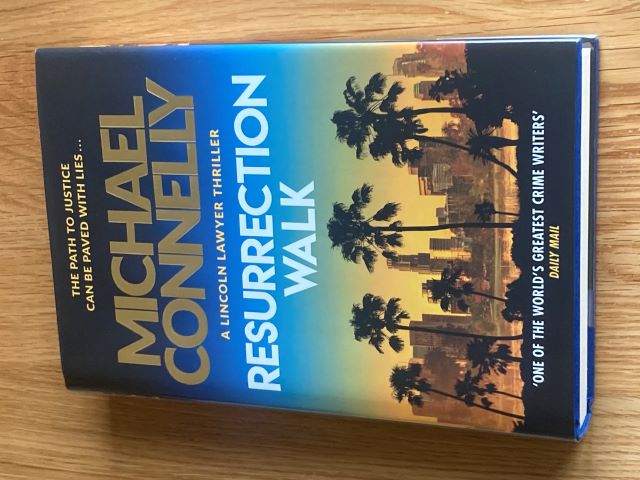 THE PATH TO JUSTICE
CAN BE PAVED WITH LIES...
MICHAEL
CONNELLY
A LINCOLN LAWYER THRILLER
RESURRECTION
WALK
'ONE OF THE WORLD'S GREATEST CRIME WRITERS'
DAILY MAIL